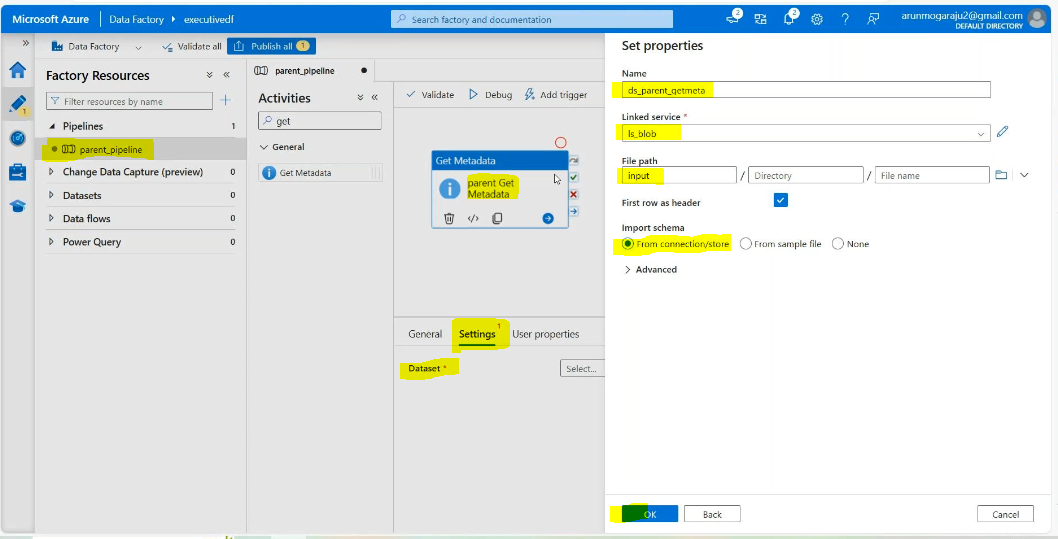 Microsoft Azure
Data Factory
executivedf
Search factory and documentation
2
2
arunmogaraju2@gmail.com
DEFAULT DIRECTORY
Data Factory
Validate all
Publish all
1
1
Factory Resources
Filter resources by name
Pipelines
1
parent_pipeline
Change Data Capture (preview)
0
Datasets
0
Data flows
0
Power Query
0
parent_pipeline
Activities
get
General
Get Metadata
Validate
Debug
Add trigger
Get Metadata
parent Get
Metadata
General
Settings
1
User properties
Dataset *
Select...
Set properties
Name
ds_parent_getmeta
Linked service *
ls_blob
File path
input
/
Directory
/
File name
First row as header
Import schema
From connection/store
From sample file
None
Advanced
OK
Back
Cancel